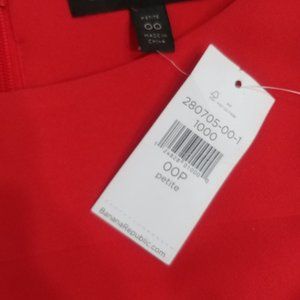 PETITE
00
MADE IN
CHINA
280705-00-1
1000
00P
petite
BananaRepublic.com